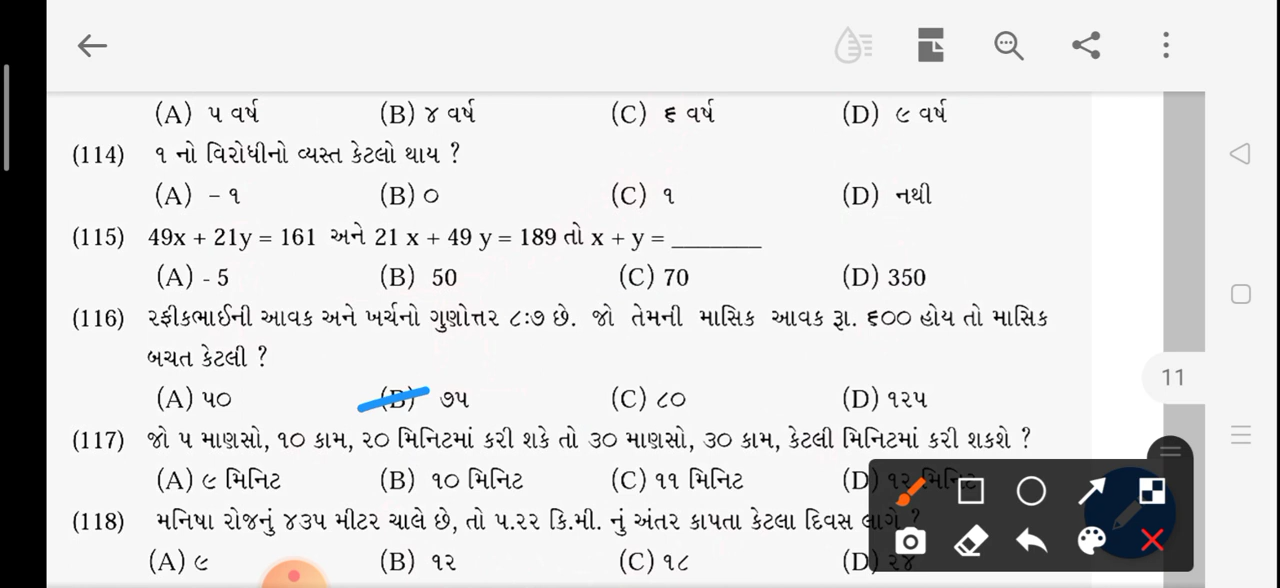 (A) ૫ વર્ષ (B) ૪ વર્ષ (C) ૬ વર્ષ (D) ૯ વર્ષ
(114) ૧ નો વિરોધીનો વ્યસ્ત કેટલો થાય ?
(A) – ૧ (B) ૦ (C) ૧ (D) નથી
(115) 49x + 21y = 161 અને 21 x + 49 y = 189 તો x + y = _______
(A) - 5 (B) 50 (C) 70 (D) 350
(116) રફીકભાઈની આવક અને ખર્ચનો ગુણોત્તર ૮:૭ છે. જો તેમની માસિક આવક રૂા. ૬૦૦ હોય તો માસિક
બચત કેટલી ?
(A) ૫૦ (B) ૭૫ (C) ૮૦ (D) ૧૨૫
11
(117) જો ૫ માણસો, ૧૦ કામ, ૨૦ મિનિટમાં કરી શકે તો ૩૦ માણસો, ૩૦ કામ, કેટલી મિનિટમાં કરી શકશે ?
(A) ૯ મિનિટ (B) ૧૦ મિનિટ (C) ૧૧ મિનિટ (D) ૧૨ મિનિટ
(118) મનિષા રોજનું ૪૩૫ મીટર ચાલે છે, તો ૫.૨૨ કિ.મી. નું અંતર કાપતા કેટલા દિવસ લાગે ?
(A) ૯ (B) ૧૨ (C) ૧૮ (D) ૨૪